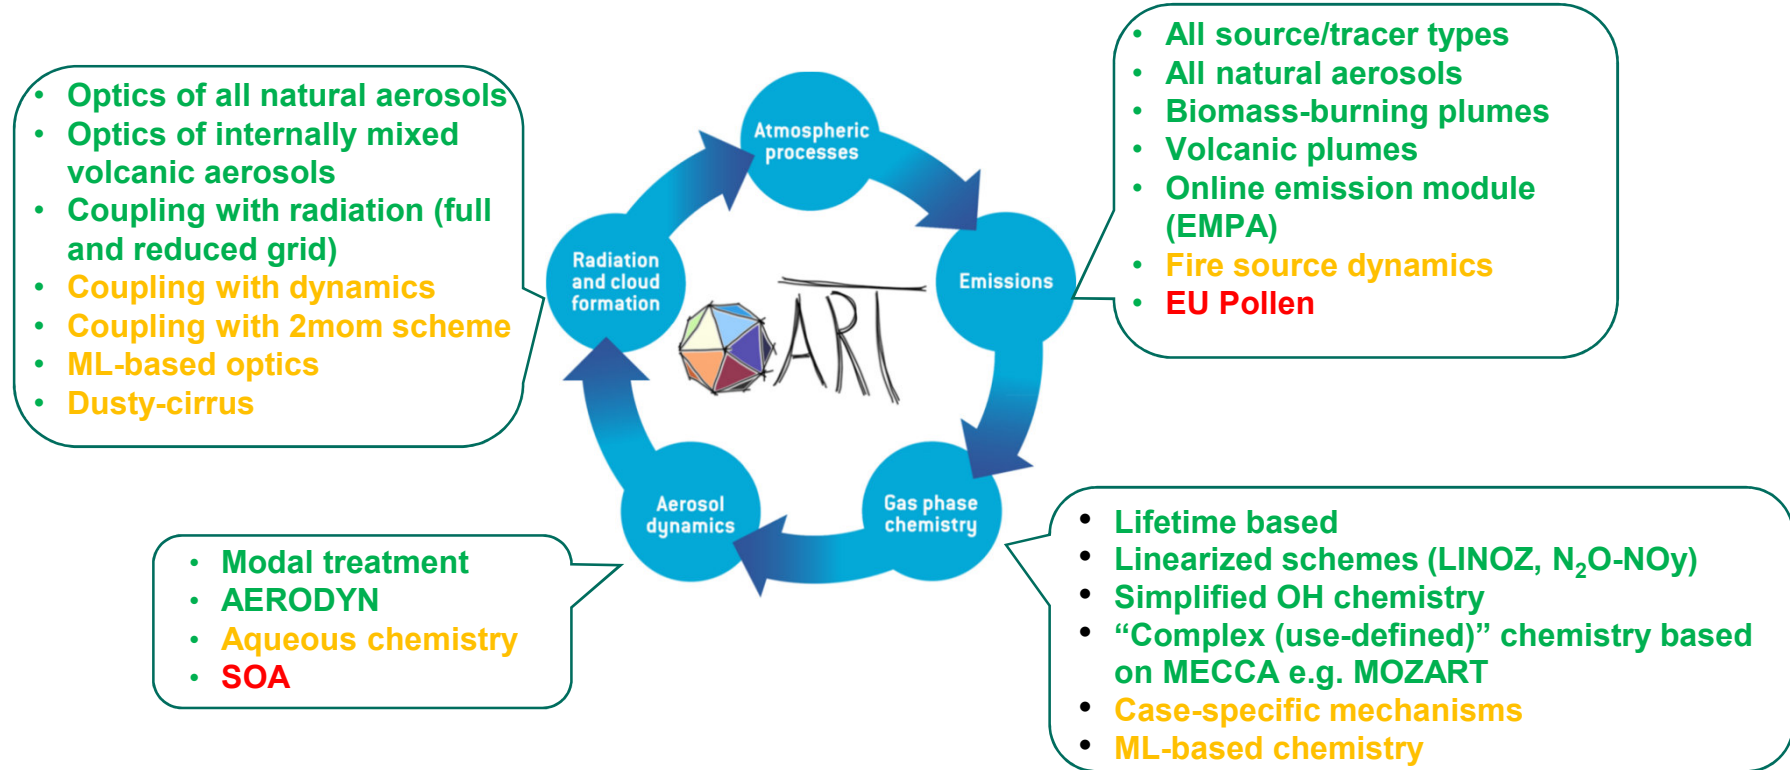 • Optics of all natural aerosols
• Optics of internally mixed
volcanic aerosols
• Coupling with radiation (full
and reduced grid)
• Coupling with dynamics
• Coupling with 2mom scheme
• ML-based optics
• Dusty-cirrus
• All source/tracer types
• All natural aerosols
• Biomass-burning plumes
• Volcanic plumes
• Online emission module
(EMPA)
• Fire source dynamics
• EU Pollen
Atmospheric
processes
Emissions
Gas phase
chemistry
Aerosol
dynamics
Radiation
and cloud
formation
ART
• Modal treatment
• AERODYN
• Aqueous chemistry
• SOA
• Lifetime based
• Linearized schemes (LINOZ, N₂O-NOy)
• Simplified OH chemistry
• “Complex (use-defined)” chemistry based
on MECCA e.g. MOZART
• Case-specific mechanisms
• ML-based chemistry